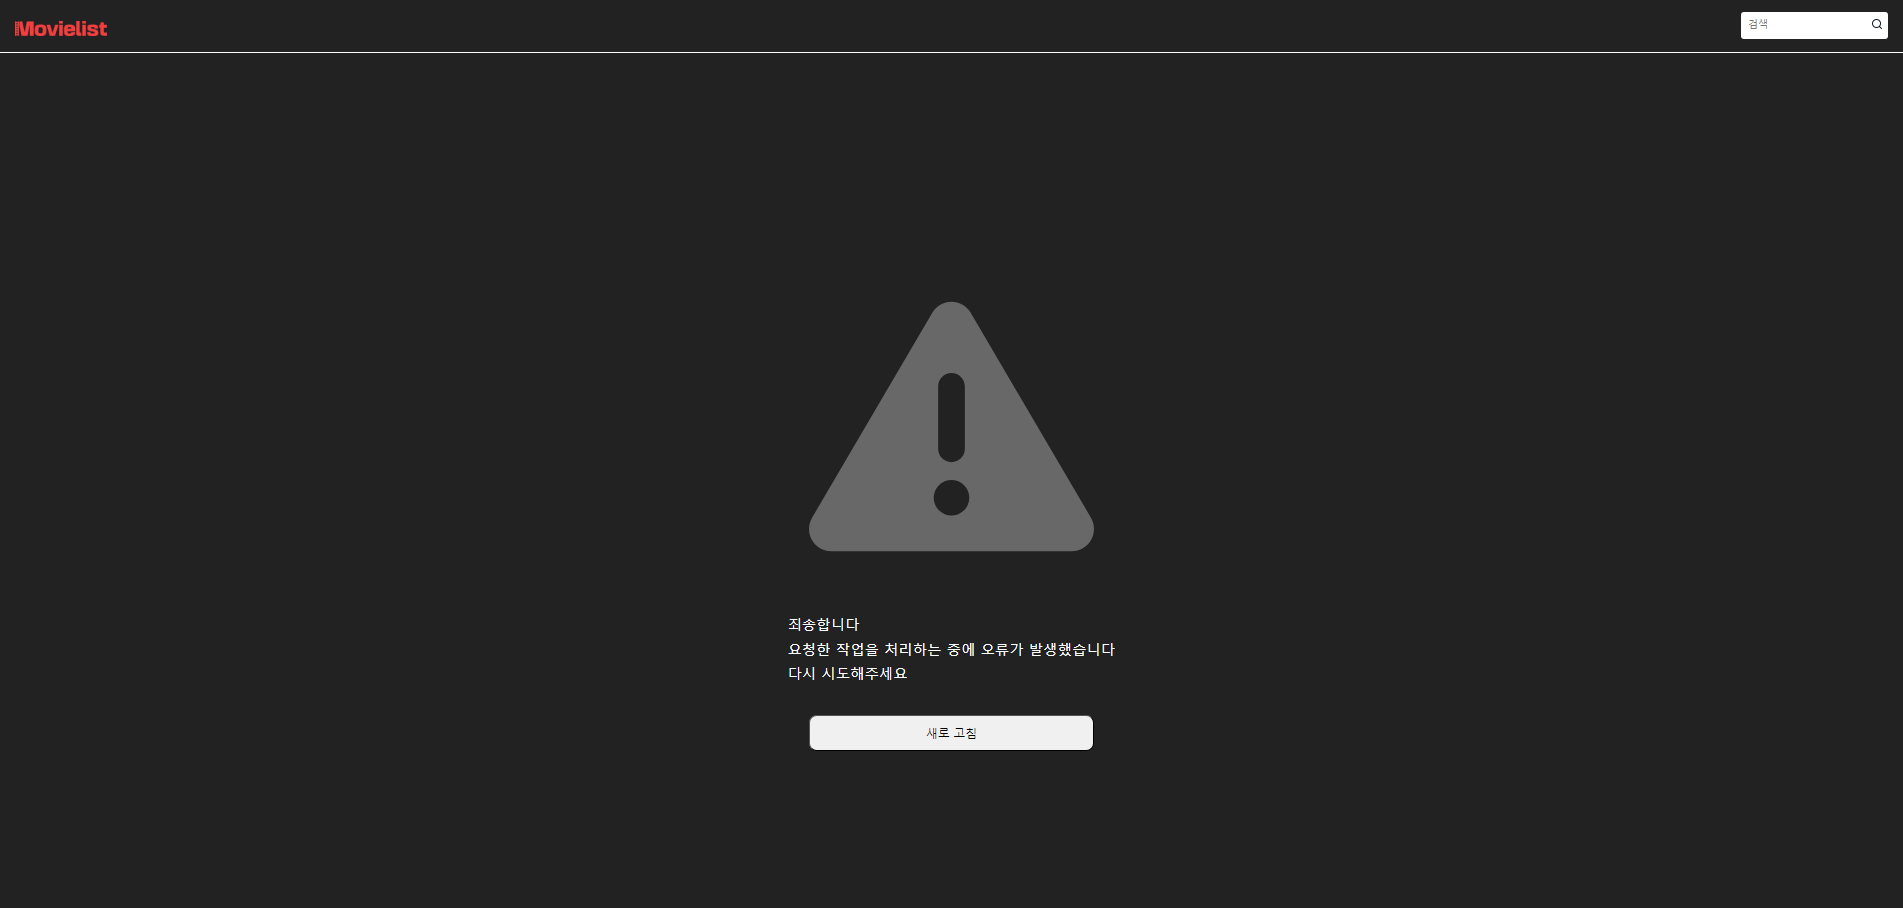 Movielist
검색
죄송합니다
요청한 작업을 처리하는 중에 오류가 발생했습니다
다시 시도해주세요
새로 고침